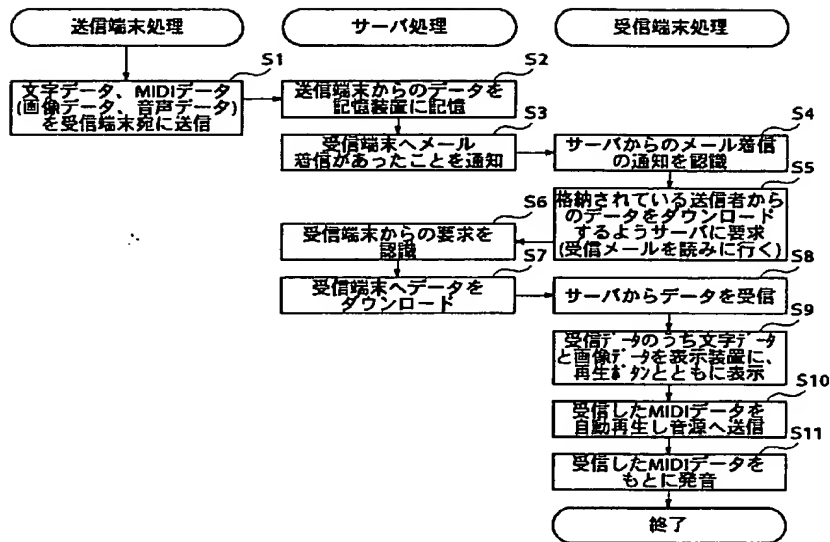 送信端末処理
サーバ処理
受信端末処理
S1
文字データ、MIDIデータ
(画像データ、音声データ)
を受信端末宛に送信
S2
送信端末からのデータを
記憶装置に記憶
S3
受信端末へメール
着信があったことを通知
S4
サーバからのメール着信
の通知を認識
S5
格納されている送信者から
のデータをダウンロード
するようサーバに要求
(受信メールを読みに行く)
S6
受信端末からの要求を
認識
S7
受信端末へデータを
ダウンロード
S8
サーバからデータを受信
S9
受信データのうち文字データ
と画像データを表示装置に、
再生ボタンとともに表示
S10
受信したMIDIデータを
自動再生し音源へ送信
S11
受信したMIDIデータを
もとに発音
終了